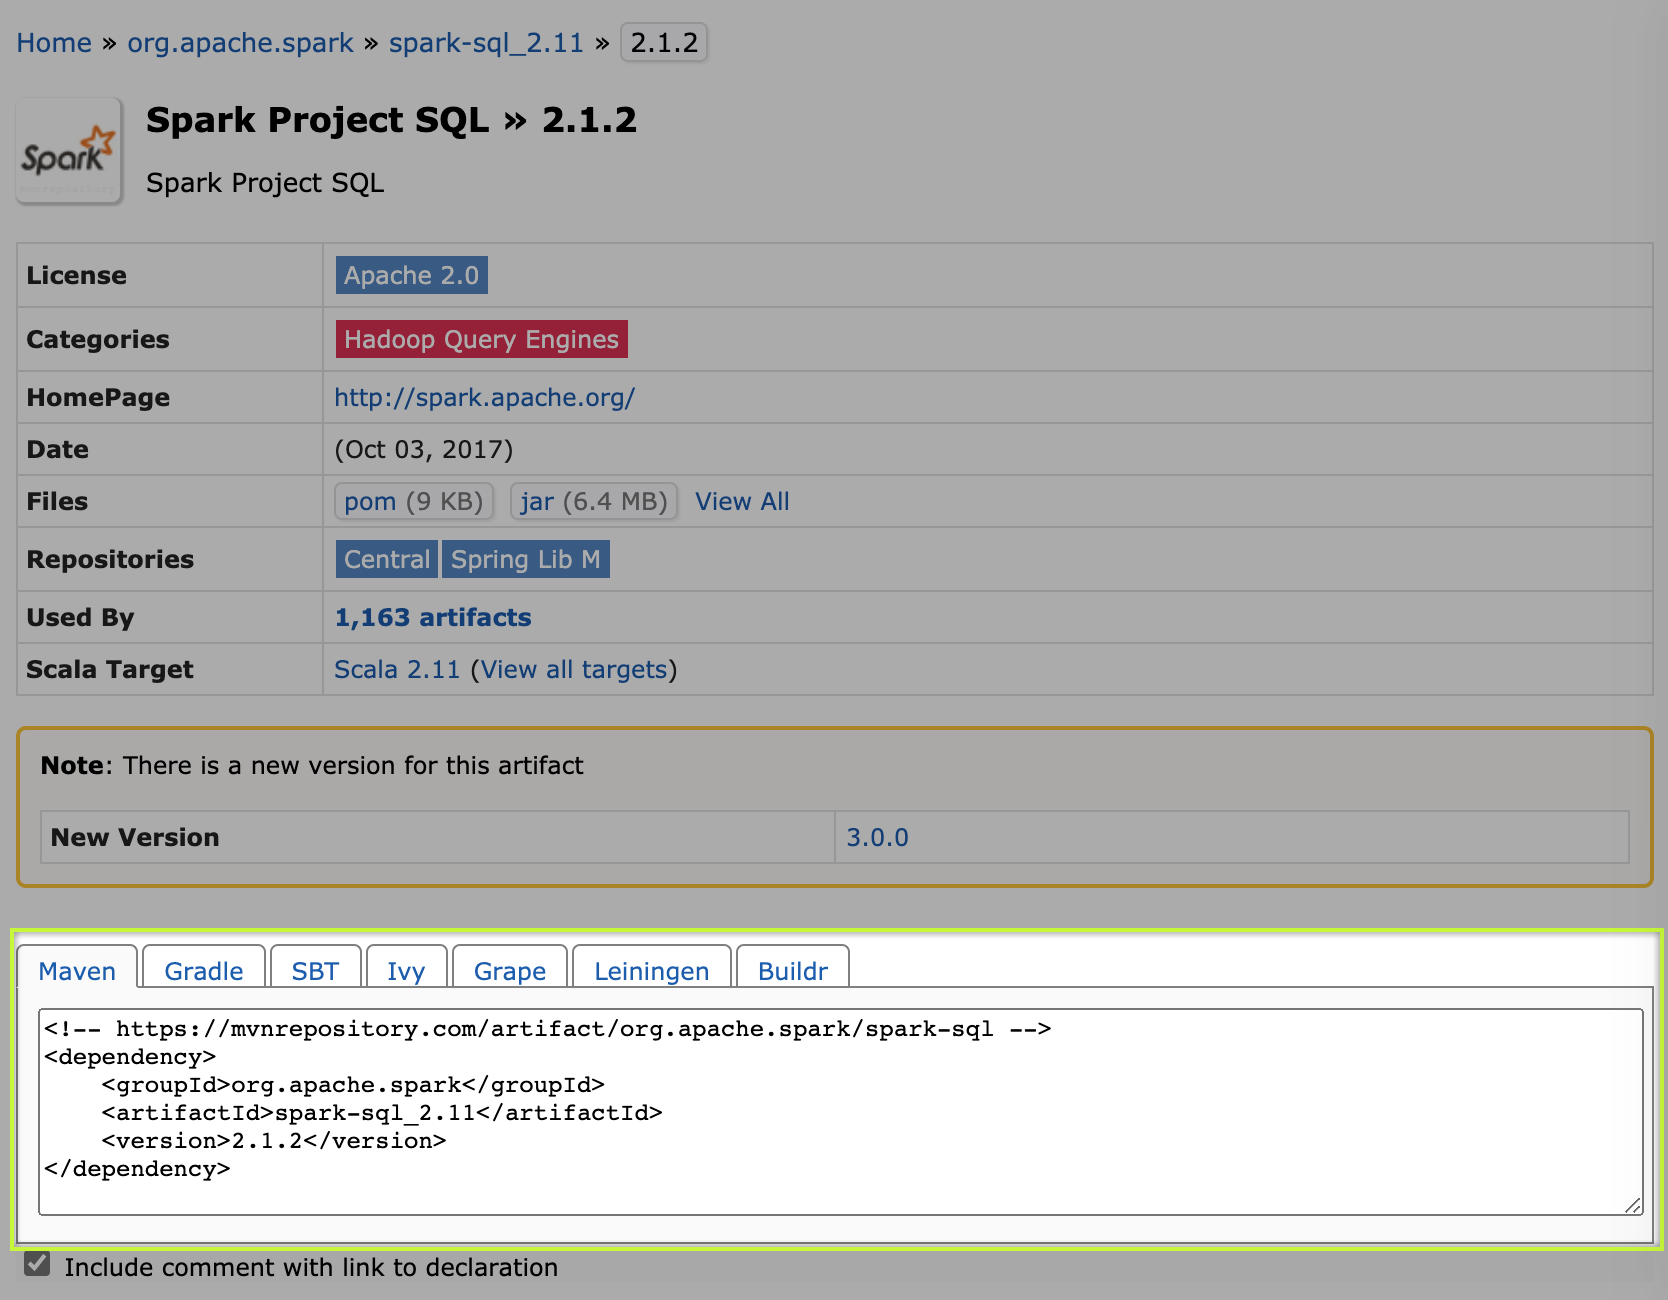 Home » org.apache.spark » spark-sql_2.11 » 2.1.2
Spark
Spark Project SQL » 2.1.2
Spark Project SQL
License Apache 2.0
Categories Hadoop Query Engines
HomePage http://spark.apache.org/
Date (Oct 03, 2017)
Files pom (9 KB) jar (6.4 MB) View All
Repositories Central Spring Lib M
Used By 1,163 artifacts
Scala Target Scala 2.11 (View all targets)
Note: There is a new version for this artifact
New Version 3.0.0
Maven Gradle SBT Ivy Grape Leiningen Buildr
<!-- https://mvnrepository.com/artifact/org.apache.spark/spark-sql -->
<dependency>
    <groupId>org.apache.spark</groupId>
    <artifactId>spark-sql_2.11</artifactId>
    <version>2.1.2</version>
</dependency>
Include comment with link to declaration